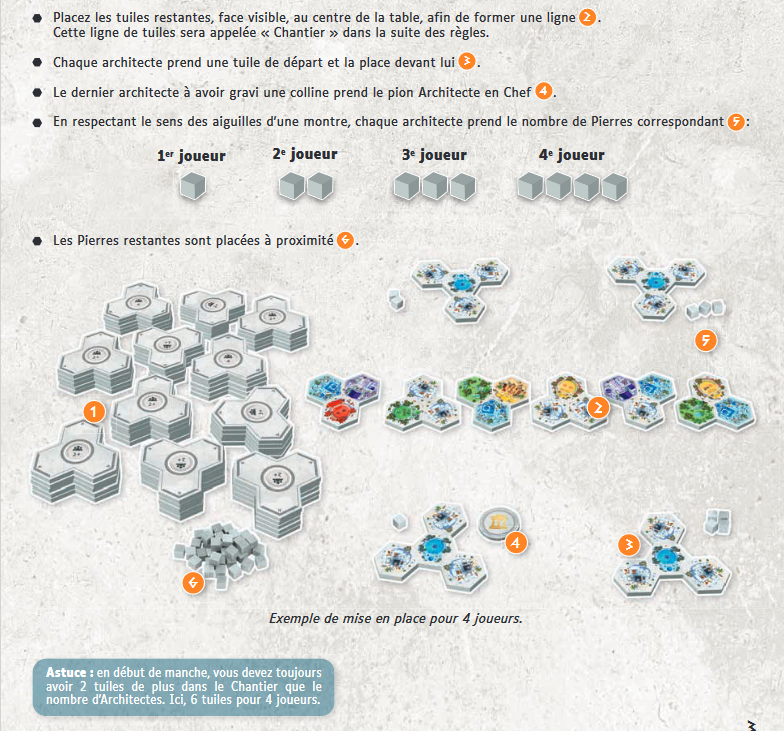 Placez les tuiles restantes, face visible, au centre de la table, afin de former une ligne 2.
Cette ligne de tuiles sera appelée « Chantier » dans la suite des règles.
Chaque architecte prend une tuile de départ et la place devant lui 3.
Le dernier architecte à avoir gravi une colline prend le pion Architecte en Chef 4.
En respectant le sens des aiguilles d'une montre, chaque architecte prend le nombre de Pierres correspondant 5 :
1er joueur 2e joueur 3e joueur 4e joueur
Les Pierres restantes sont placées à proximité 6.
5
1
2
4
3
6
Exemple de mise en place pour 4 joueurs.
Astuce : en début de manche, vous devez toujours
avoir 2 tuiles de plus dans le Chantier que le
nombre d'Architectes. Ici, 6 tuiles pour 4 joueurs.
3